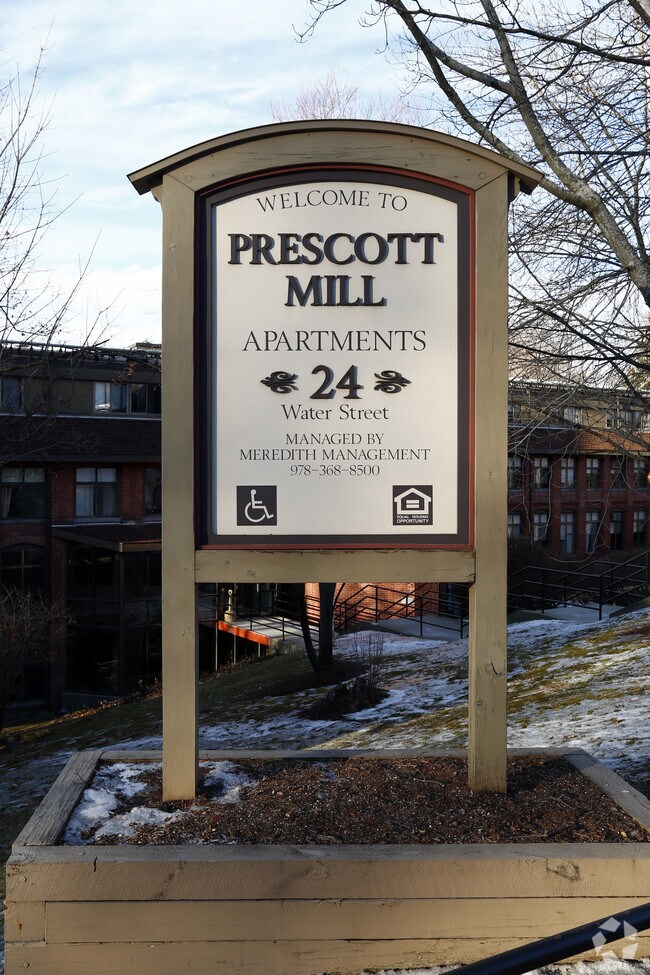 WELCOME TO
PRESCOTT
MILL
APARTMENTS
24
Water Street
MANAGED BY
MEREDITH MANAGEMENT
978-368-8500
EQUAL HOUSING
OPPORTUNITY